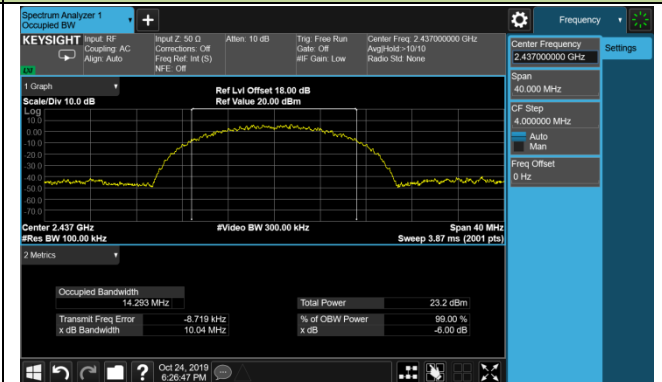 Spectrum Analyzer 1
Occupied BW
+
Frequency
KEYSIGHT
Input: RF
Coupling: AC
Align: Auto
Input Z: 50 Ω
Corrections: Off
Freq Ref: Int (S)
NFE: Off
Atten: 10 dB
Trig: Free Run
Gate: Off
#IF Gain: Low
Center Freq: 2.437000000 GHz
Avg|Hold:>10/10
Radio Std: None
LXI
Center Frequency
2.437000000 GHz
Settings
Span
40.000 MHz
CF Step
4.000000 MHz
Auto
Man
Freq Offset
0 Hz
1 Graph
Scale/Div 10.0 dB
Ref Lvl Offset 18.00 dB
Ref Value 20.00 dBm
Log
10.0
0.00
-10.0
-20.0
-30.0
-40.0
-50.0
-60.0
-70.0
Center 2.437 GHz
#Video BW 300.00 kHz
Span 40 MHz
#Res BW 100.00 kHz
Sweep 3.87 ms (2001 pts)
2 Metrics
Occupied Bandwidth
14.293 MHz
Total Power
23.2 dBm
Transmit Freq Error
-8.719 kHz
% of OBW Power
99.00 %
x dB Bandwidth
10.04 MHz
x dB
-6.00 dB
?
Oct 24, 2019
6:26:47 PM